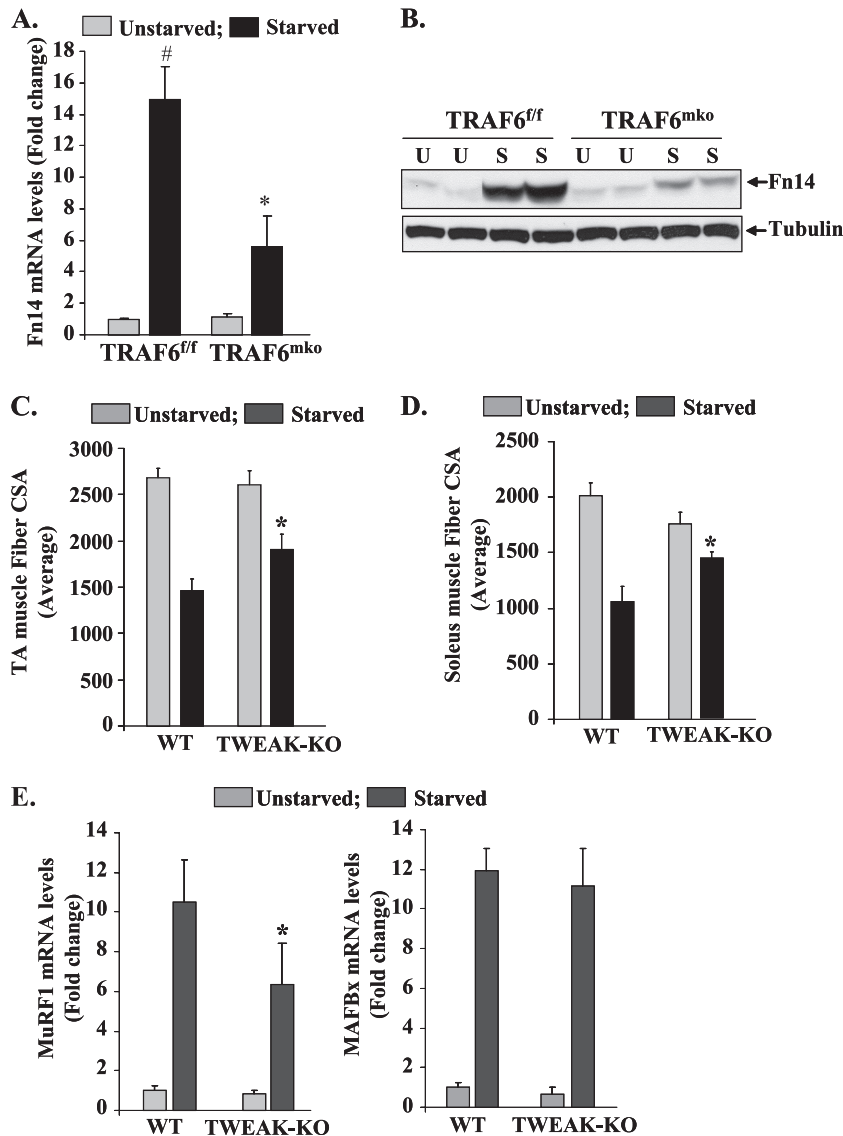 A.
Unstarved; Starved
Fn14 mRNA levels (Fold change)
18
16
14
12
10
8
6
4
2
0
#
*
TRAF6f/f TRAF6mko
B.
TRAF6f/f TRAF6mko
U U S S U U S S
Fn14
Tubulin
C.
Unstarved; Starved
TA muscle Fiber CSA
(Average)
3000
2500
2000
1500
1000
500
0
*
WT TWEAK-KO
D.
Unstarved; Starved
Soleus muscle Fiber CSA
(Average)
2500
2000
1500
1000
500
0
*
WT TWEAK-KO
E.
Unstarved; Starved
MuRF1 mRNA levels
(Fold change)
14
12
10
8
6
4
2
0
*
WT TWEAK-KO
MAFBx mRNA levels
(Fold change)
14
12
10
8
6
4
2
0
WT TWEAK-KO